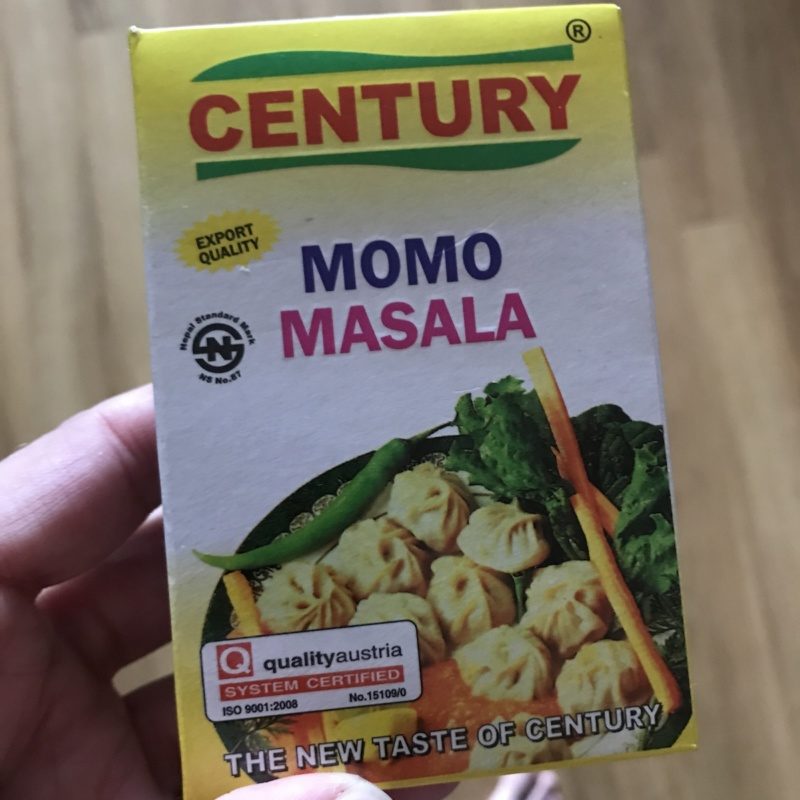 CENTURY ®
EXPORT
QUALITY
MOMO
MASALA
Nepal Standard Mark
NS
NS No.87
Q qualityaustria
SYSTEM CERTIFIED
ISO 9001:2008 No.15109/0
THE NEW TASTE OF CENTURY